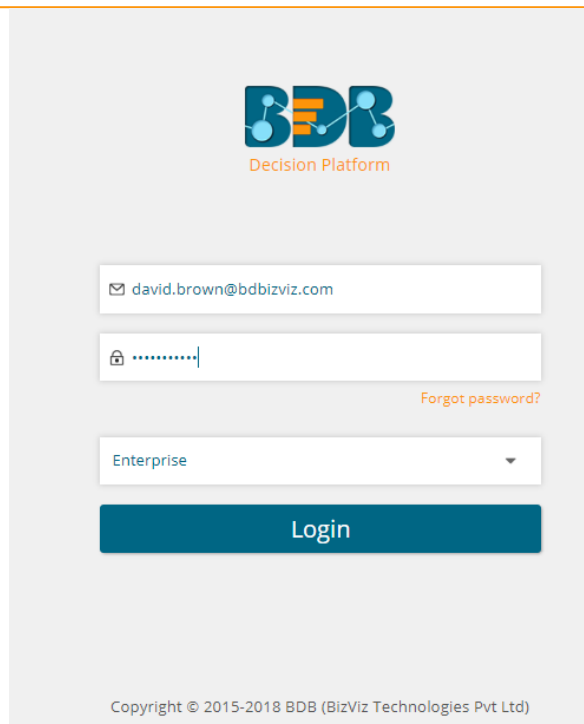 BDB
Decision Platform
david.brown@bdbizviz.com
•••••••••••
Forgot password?
Enterprise
Login
Copyright © 2015-2018 BDB (BizViz Technologies Pvt Ltd)